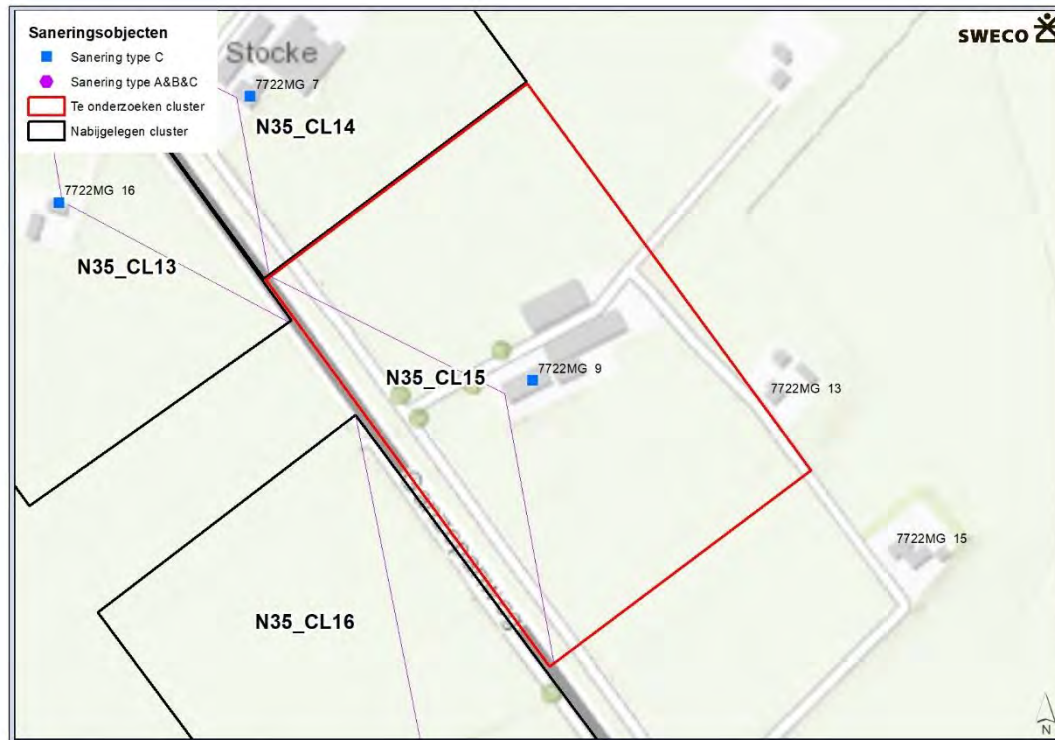 Saneringsobjecten
Sanering type C
Sanering type A&B&C
Te onderzoeken cluster
Nabijgelegen cluster
SWECO
Stocke
7722MG 7
N35_CL14
7722MG 16
N35_CL13
N35_CL15
7722MG 9
7722MG 13
7722MG 15
N35_CL16
N